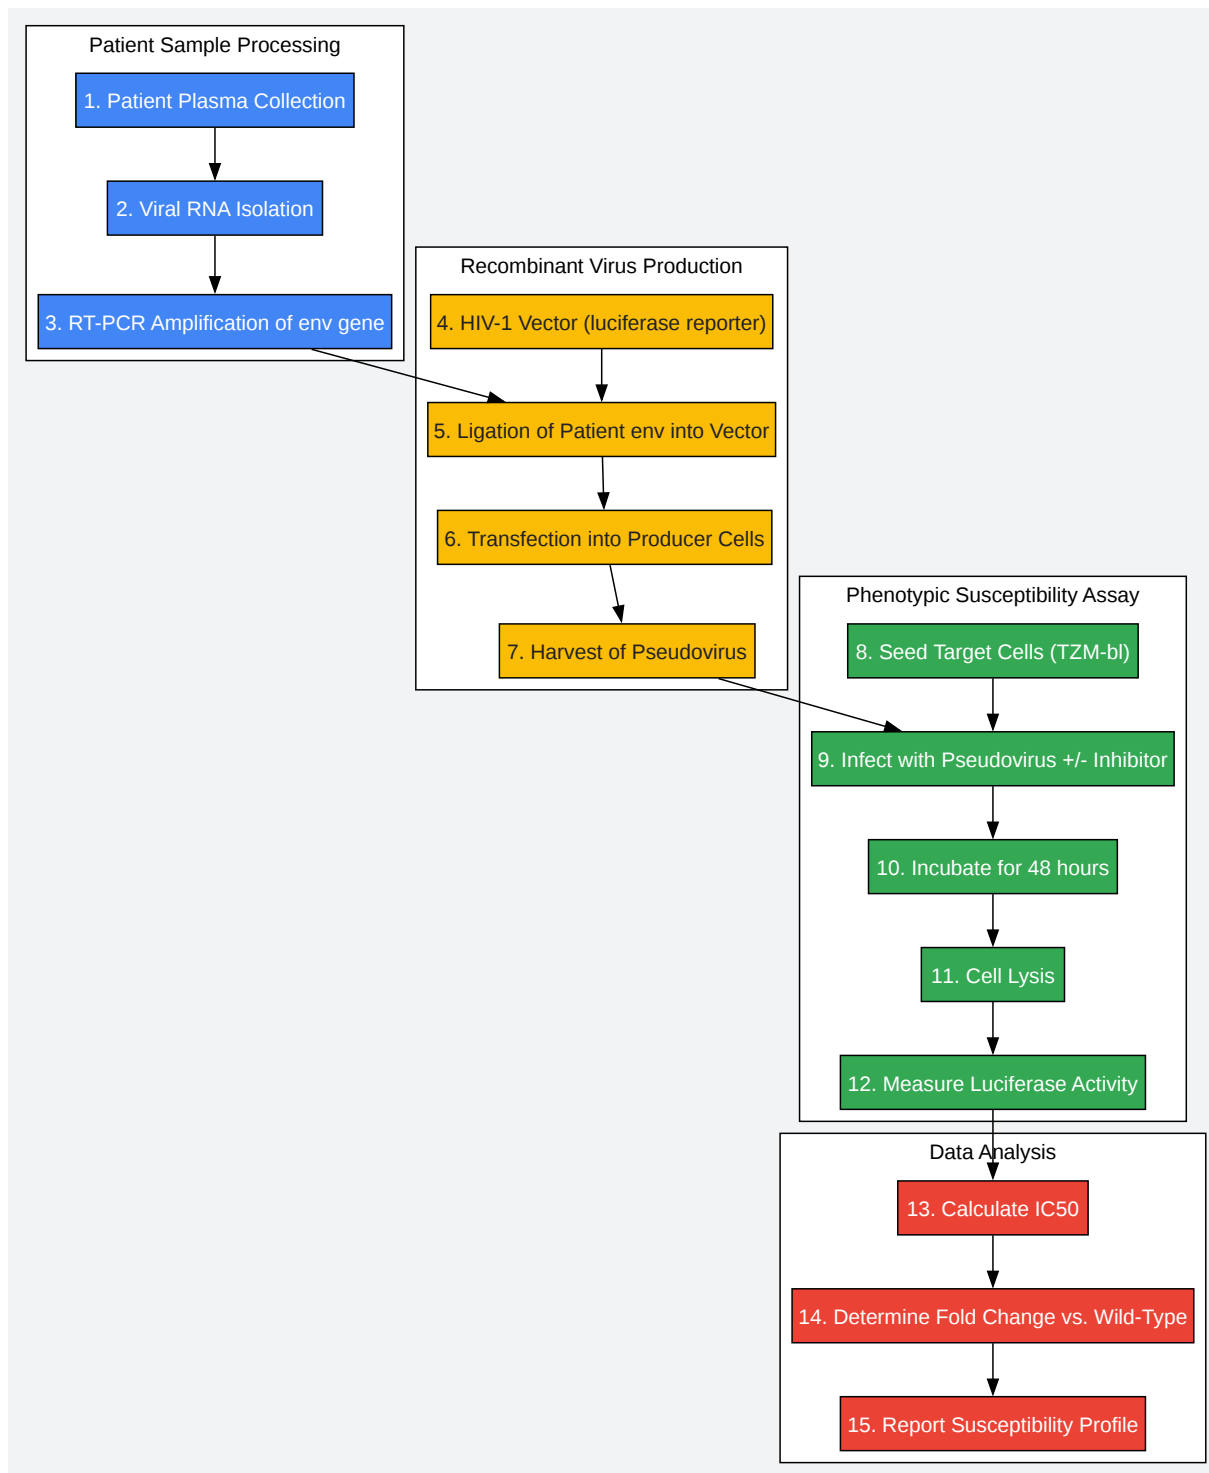 Patient Sample Processing
1. Patient Plasma Collection
2. Viral RNA Isolation
3. RT-PCR Amplification of env gene
Recombinant Virus Production
4. HIV-1 Vector (luciferase reporter)
5. Ligation of Patient env into Vector
6. Transfection into Producer Cells
7. Harvest of Pseudovirus
Phenotypic Susceptibility Assay
8. Seed Target Cells (TZM-bl)
9. Infect with Pseudovirus +/- Inhibitor
10. Incubate for 48 hours
11. Cell Lysis
12. Measure Luciferase Activity
Data Analysis
13. Calculate IC50
14. Determine Fold Change vs. Wild-Type
15. Report Susceptibility Profile